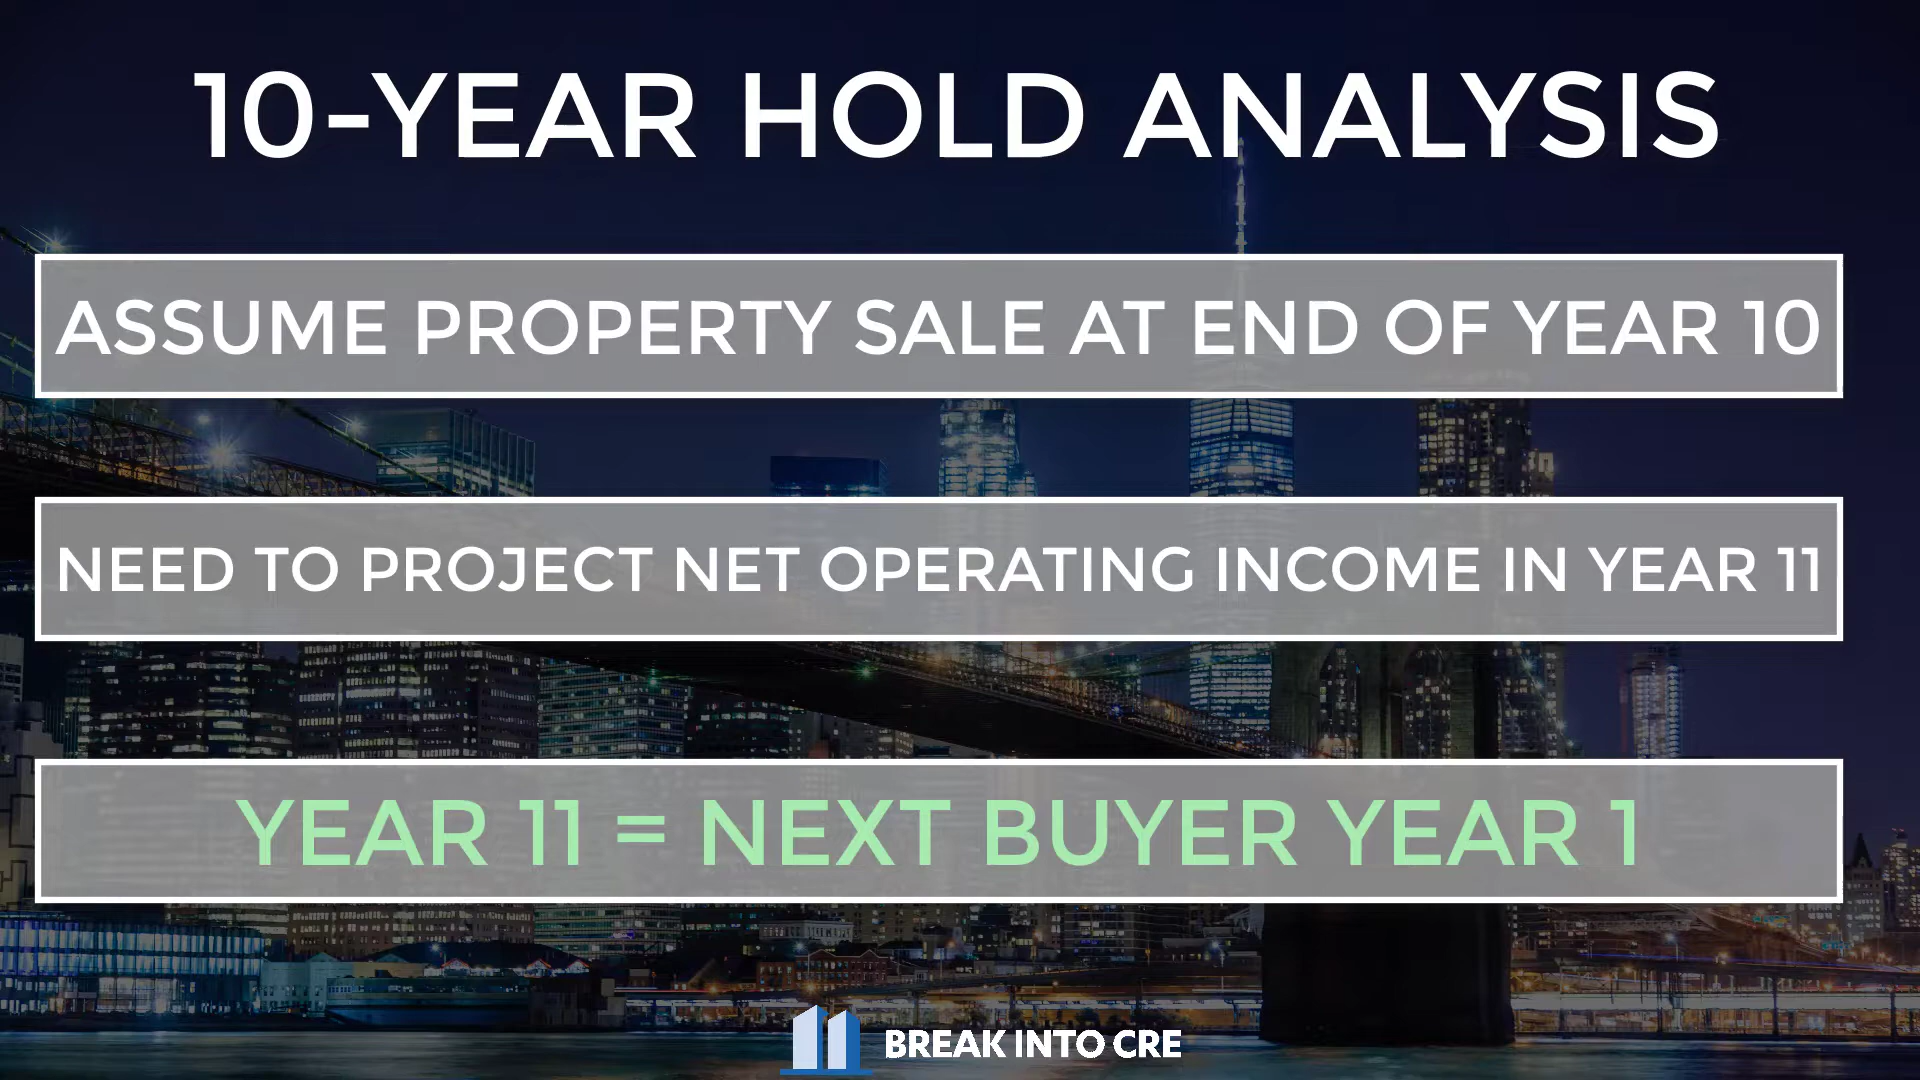 10-YEAR HOLD ANALYSIS
ASSUME PROPERTY SALE AT END OF YEAR 10
NEED TO PROJECT NET OPERATING INCOME IN YEAR 11
YEAR 11 = NEXT BUYER YEAR 1
BREAK INTO CRE